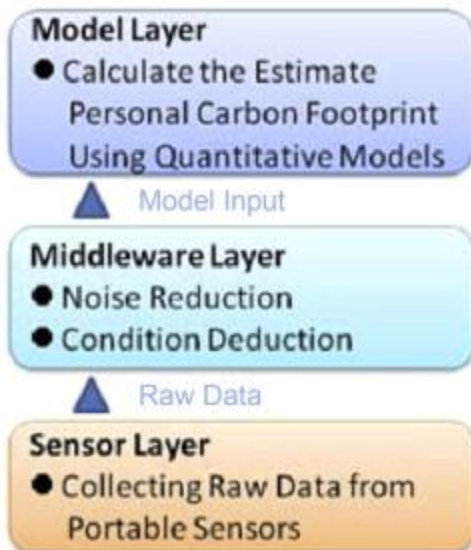 Model Layer
● Calculate the Estimate
Personal Carbon Footprint
Using Quantitative Models
Model Input
Middleware Layer
● Noise Reduction
● Condition Deduction
Raw Data
Sensor Layer
● Collecting Raw Data from
Portable Sensors